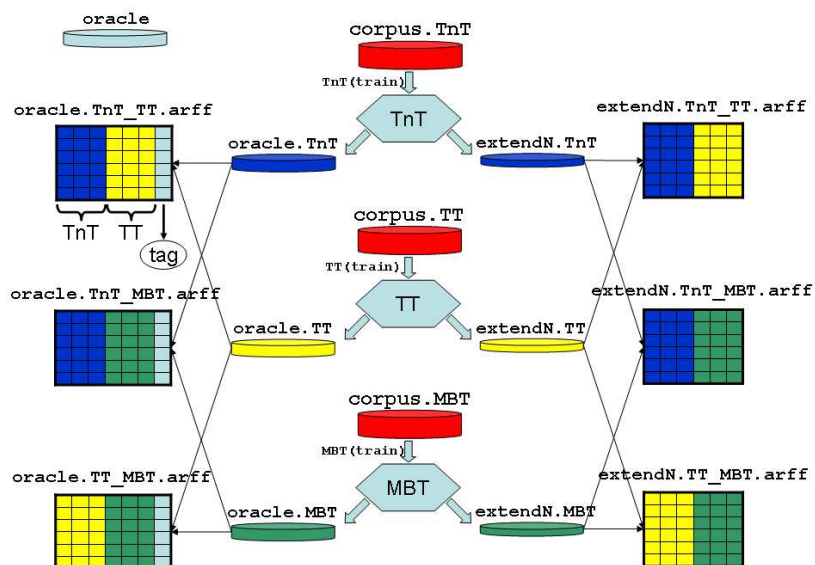 oracle
corpus.TnT
TnT(train)
oracle.TnT_TT.arff
TnT
extendN.TnT_TT.arff
oracle.TnT
extendN.TnT
TnT TT
tag
corpus.TT
TT(train)
oracle.TnT_MBT.arff
TT
extendN.TnT_MBT.arff
oracle.TT
extendN.TT
corpus.MBT
MBT(train)
oracle.TT_MBT.arff
MBT
extendN.TT_MBT.arff
oracle.MBT
extendN.MBT